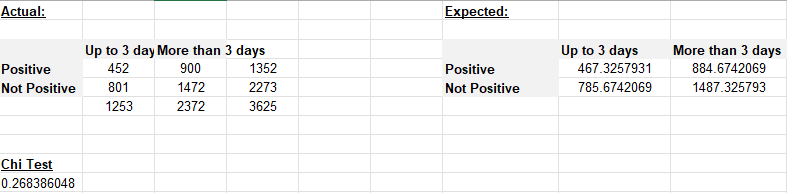 Actual: Expected:
Up to 3 day More than 3 days Up to 3 days More than 3 days
Positive 452 900 1352 Positive 467.3257931 884.6742069
Not Positive 801 1472 2273 Not Positive 785.6742069 1487.325793
1253 2372 3625
Chi Test
0.268386048